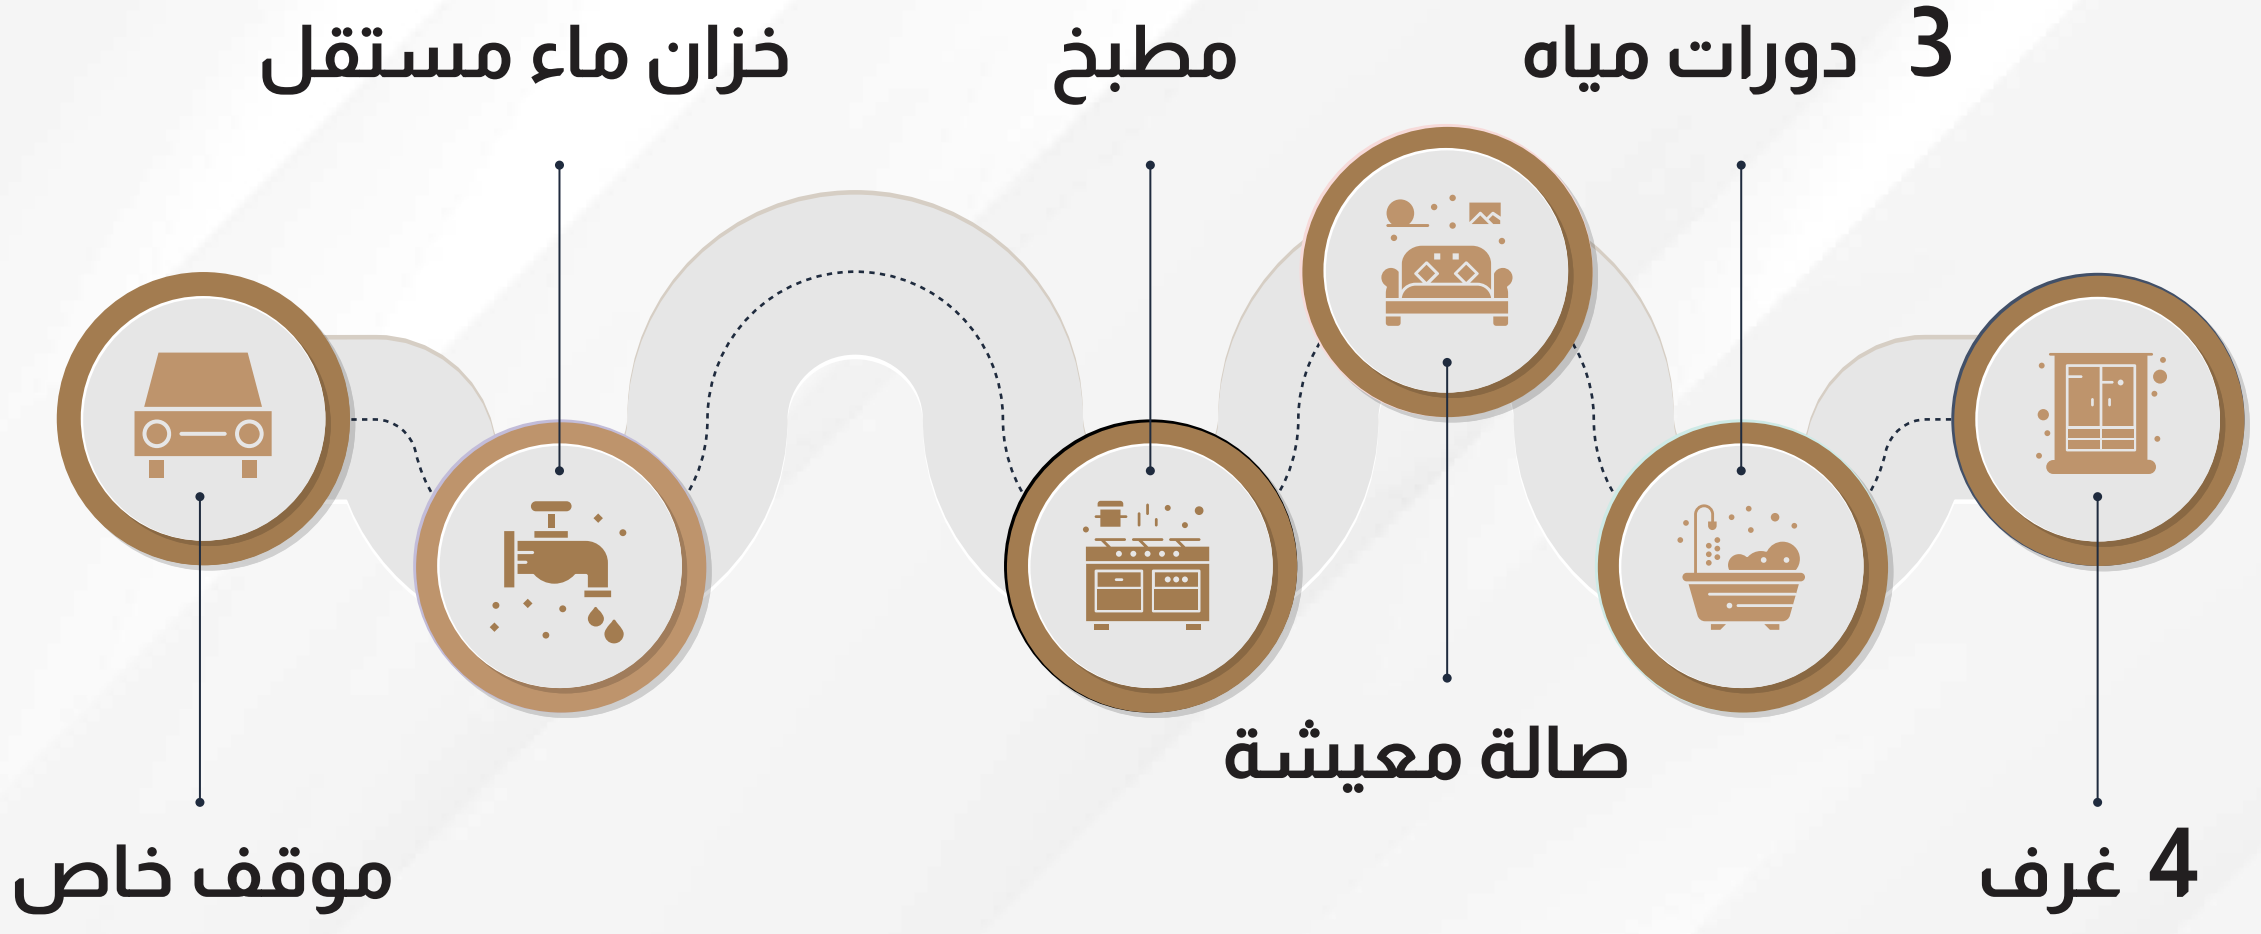 3 دورات مياه
مطبخ
خزان ماء مستقل
صالة معيشة
4 غرف
موقف خاص